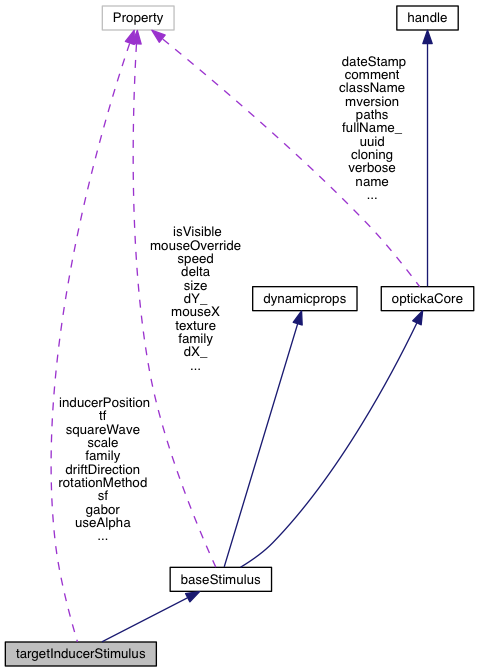 Property
handle
dateStamp
comment
className
mversion
paths
fullName_
uuid
cloning
verbose
name
...
isVisible
mouseOverride
speed
delta
size
dY_
mouseX
texture
family
dX_
...
dynamicprops
optickaCore
inducerPosition
tf
squareWave
scale
family
driftDirection
rotationMethod
sf
gabor
useAlpha
...
baseStimulus
targetInducerStimulus